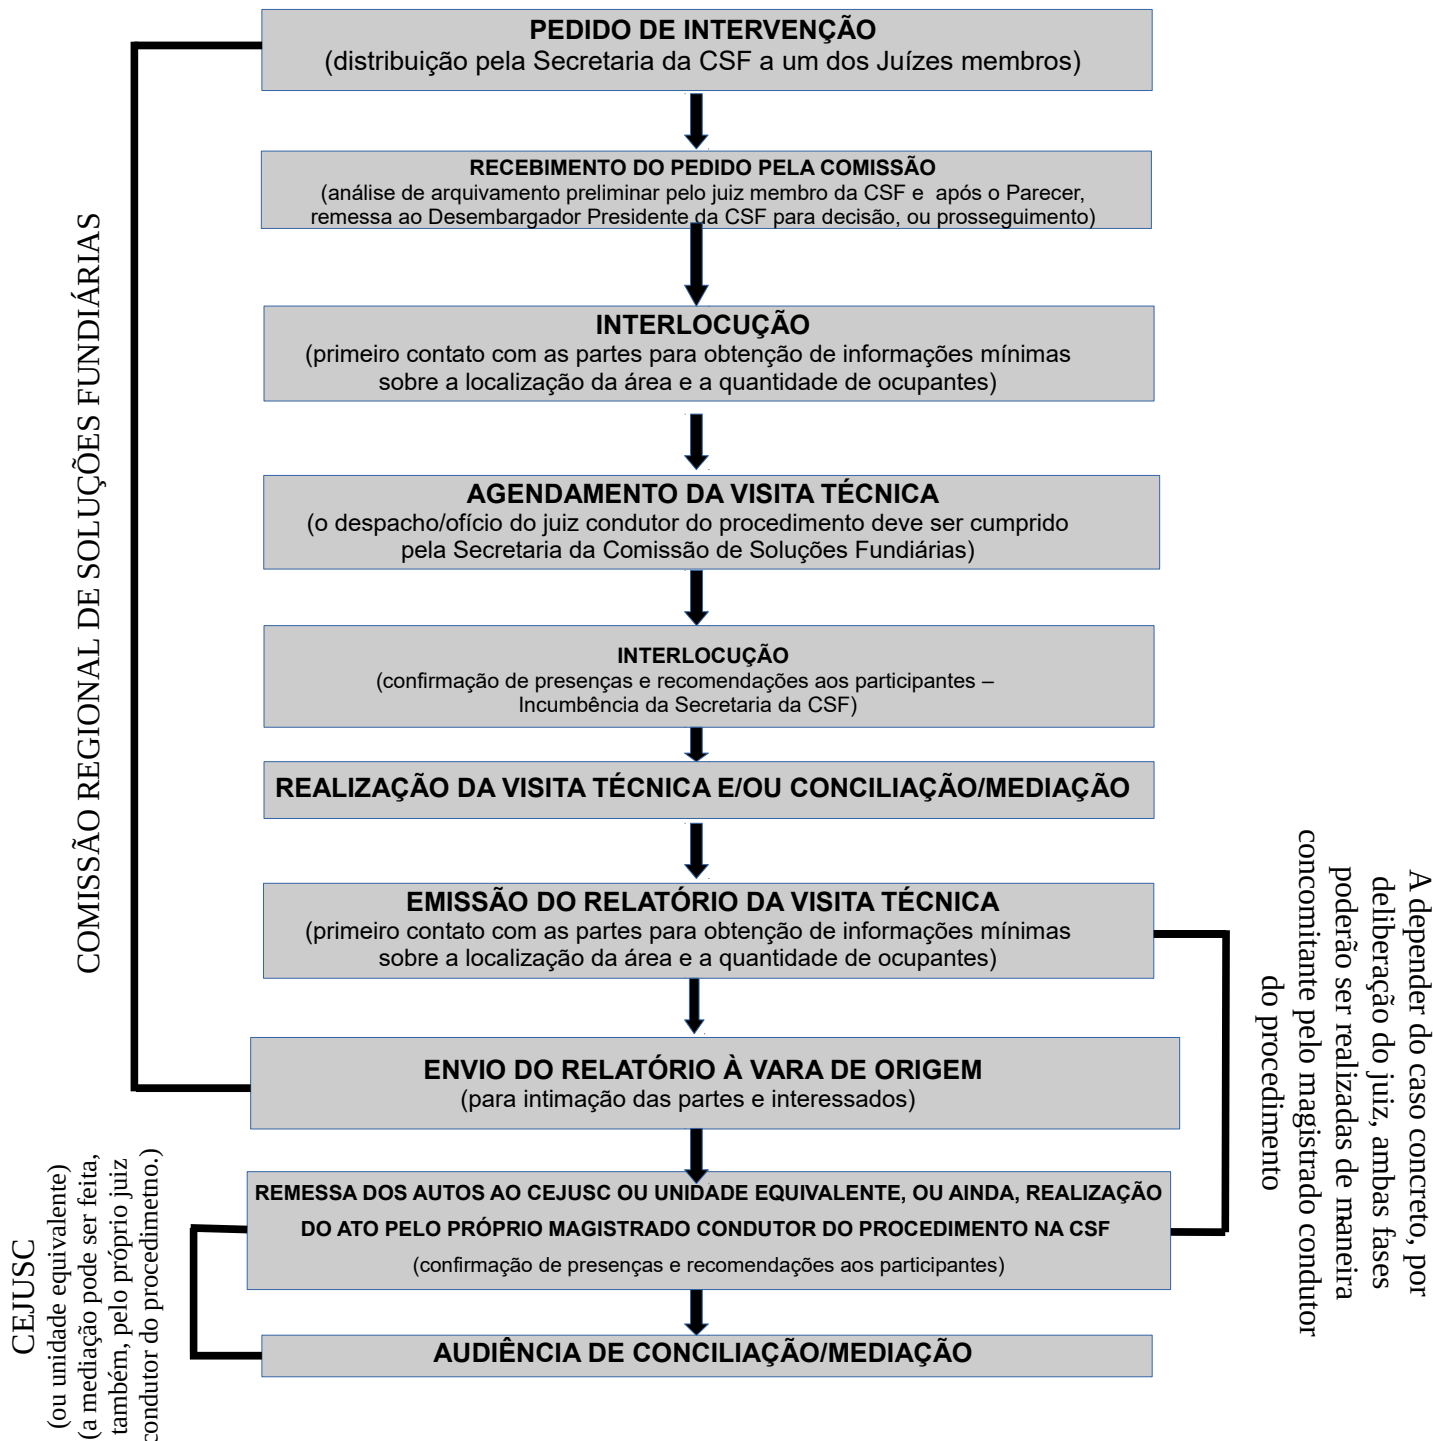 PEDIDO DE INTERVENÇÃO
(distribuição pela Secretaria da CSF a um dos Juízes membros)
RECEBIMENTO DO PEDIDO PELA COMISSÃO
(análise de arquivamento preliminar pelo juiz membro da CSF e após o Parecer,
remessa ao Desembargador Presidente da CSF para decisão, ou prosseguimento)
INTERLOCUÇÃO
(primeiro contato com as partes para obtenção de informações mínimas
sobre a localização da área e a quantidade de ocupantes)
AGENDAMENTO DA VISITA TÉCNICA
(o despacho/ofício do juiz condutor do procedimento deve ser cumprido
pela Secretaria da Comissão de Soluções Fundiárias)
INTERLOCUÇÃO
(confirmação de presenças e recomendações aos participantes –
Incumbência da Secretaria da CSF)
REALIZAÇÃO DA VISITA TÉCNICA E/OU CONCILIAÇÃO/MEDIAÇÃO
EMISSÃO DO RELATÓRIO DA VISITA TÉCNICA
(primeiro contato com as partes para obtenção de informações mínimas
sobre a localização da área e a quantidade de ocupantes)
ENVIO DO RELATÓRIO À VARA DE ORIGEM
(para intimação das partes e interessados)
REMESSA DOS AUTOS AO CEJUSC OU UNIDADE EQUIVALENTE, OU AINDA, REALIZAÇÃO
DO ATO PELO PRÓPRIO MAGISTRADO CONDUTOR DO PROCEDIMENTO NA CSF
(confirmação de presenças e recomendações aos participantes)
AUDIÊNCIA DE CONCILIAÇÃO/MEDIAÇÃO
COMISSÃO REGIONAL DE SOLUÇÕES FUNDIÁRIAS
CEJUSC
(ou unidade equivalente)
(a mediação pode ser feita,
também, pelo próprio juiz
condutor do procedimetno.)
A depender do caso concreto, por
deliberação do juiz, ambas fases
poderão ser realizadas de maneira
concomitante pelo magistrado condutor
do procedimento